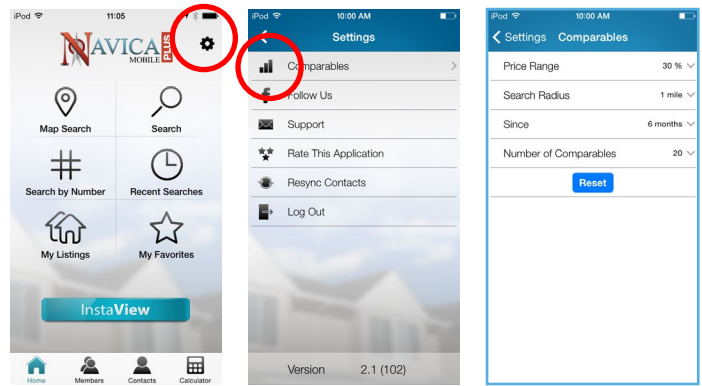 iPod 11:05
NAVICA
MOBILE PLUS
Map Search Search
Search by Number Recent Searches
My Listings My Favorites
InstaView
Home Members Contacts Calculator
iPod 10:00 AM
Settings
Comparables
Follow Us
Support
Rate This Application
Resync Contacts
Log Out
Version 2.1 (102)
iPod 10:00 AM
Settings Comparables
Price Range 30 %
Search Radius 1 mile
Since 6 months
Number of Comparables 20
Reset